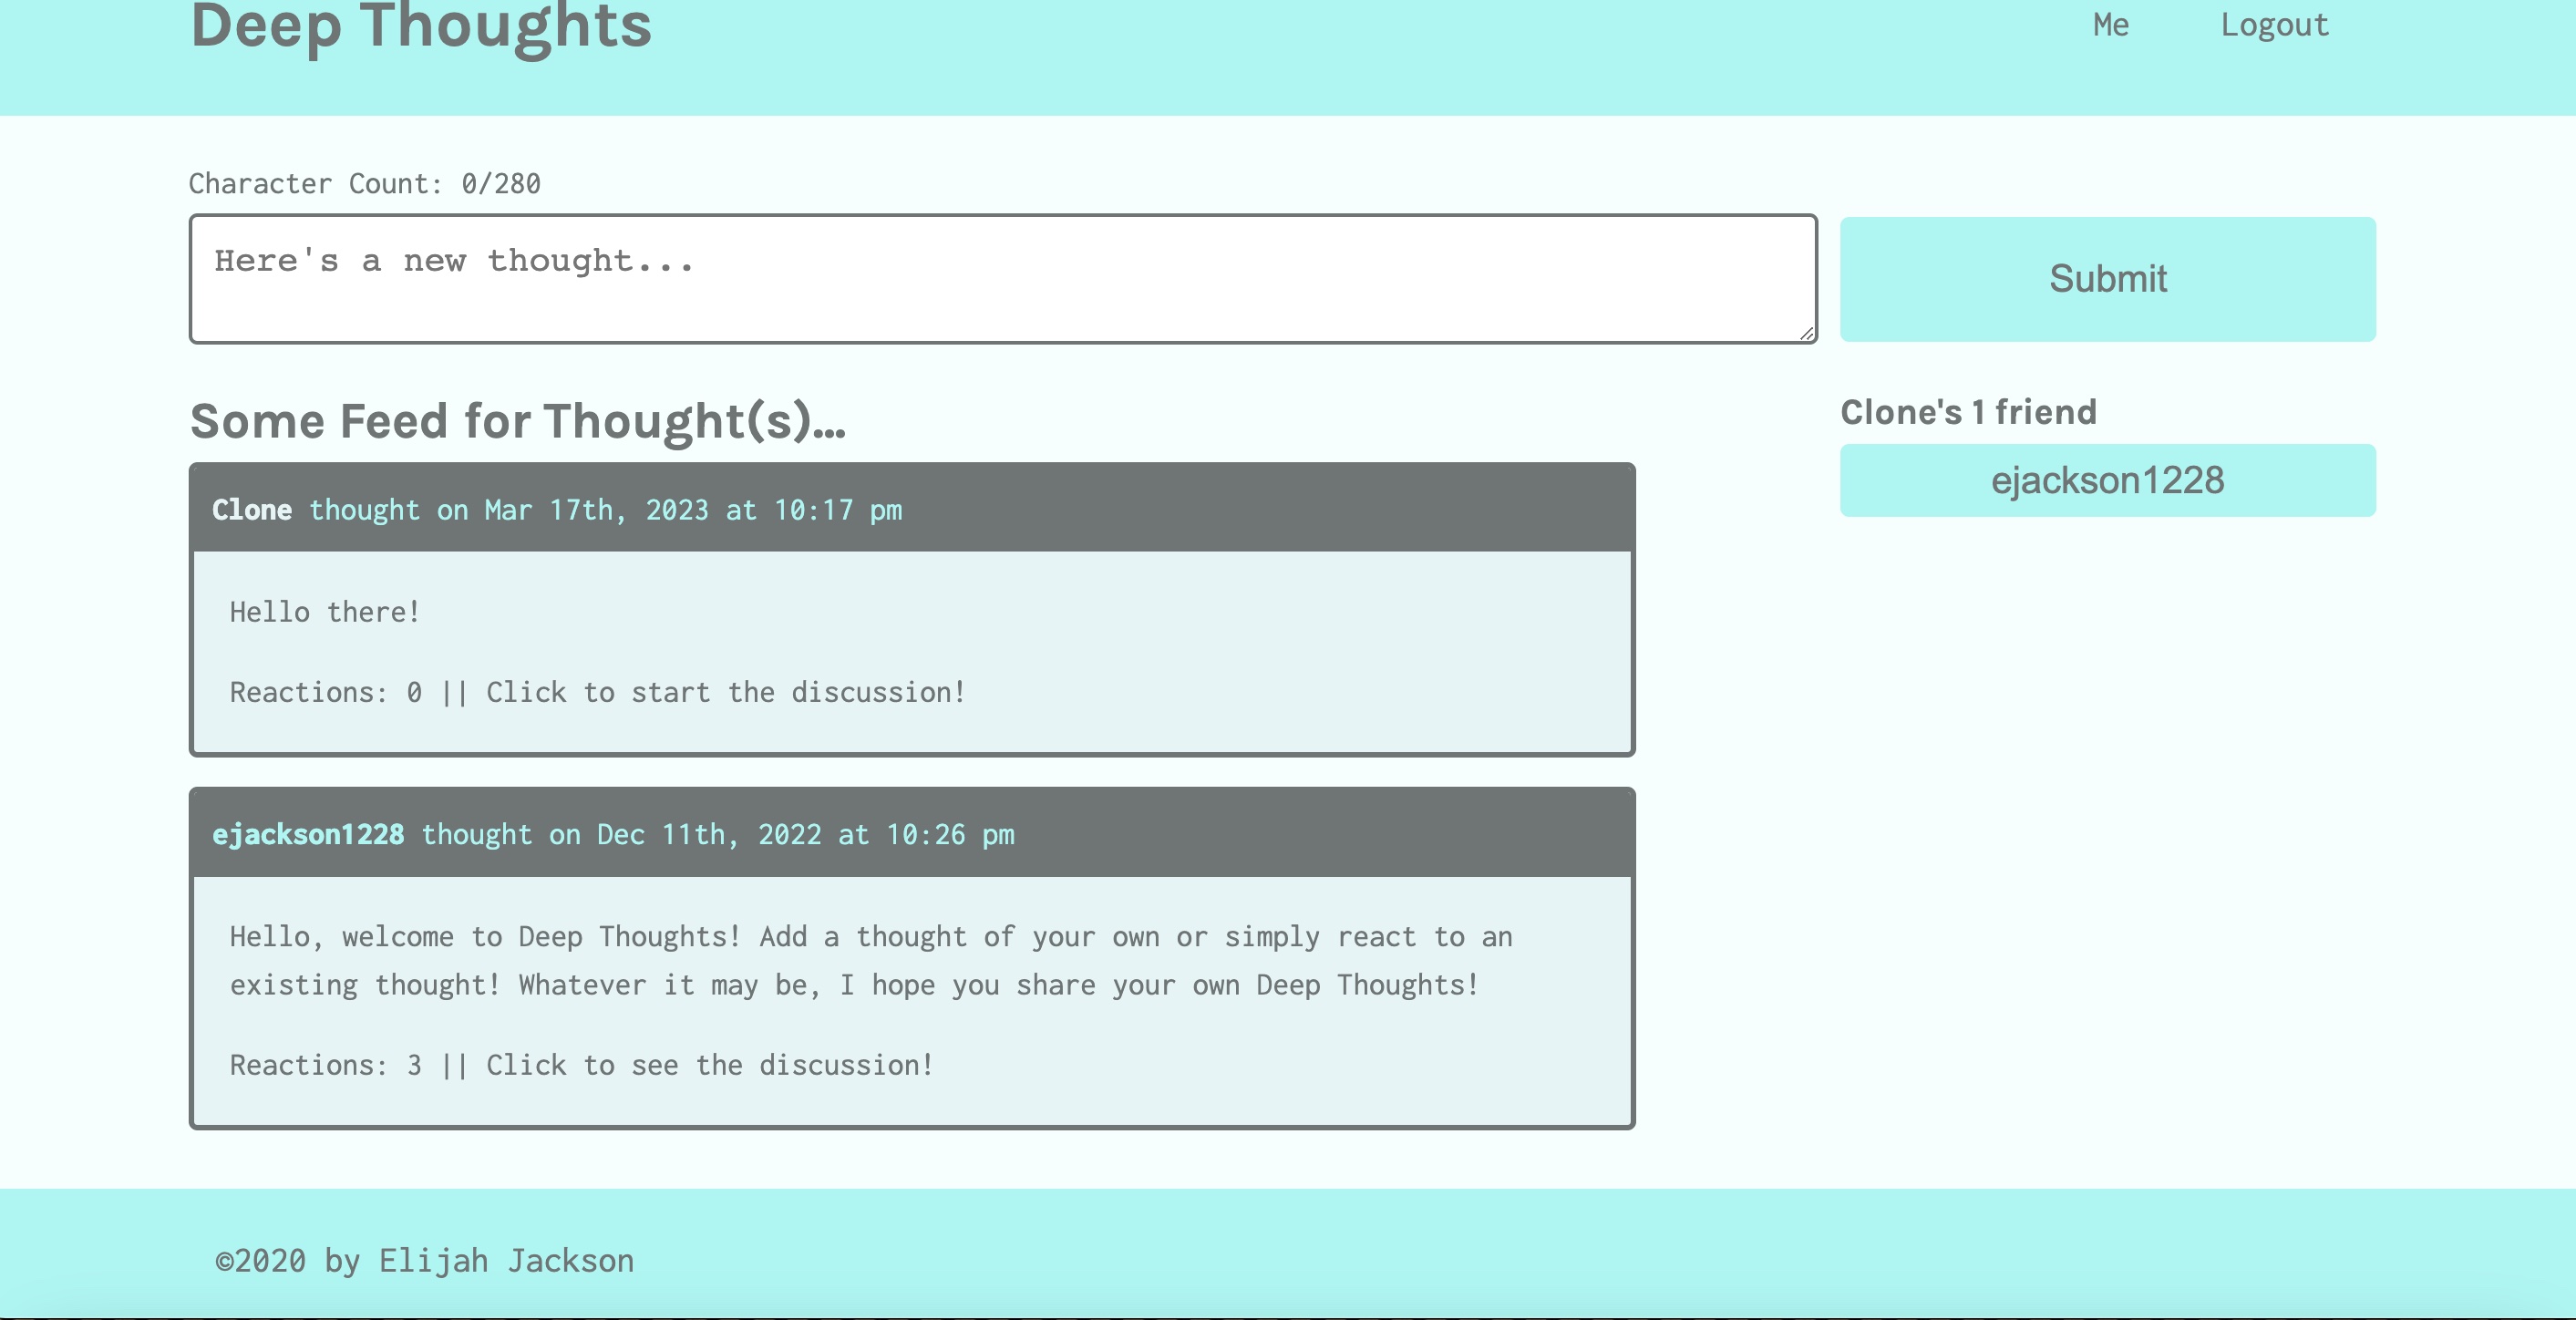 Deep Thoughts
Me Logout
Character Count: 0/280
Here's a new thought...
Submit
Some Feed for Thought(s)...
Clone's 1 friend
ejackson1228
Clone thought on Mar 17th, 2023 at 10:17 pm
Hello there!
Reactions: 0 || Click to start the discussion!
ejackson1228 thought on Dec 11th, 2022 at 10:26 pm
Hello, welcome to Deep Thoughts! Add a thought of your own or simply react to an
existing thought! Whatever it may be, I hope you share your own Deep Thoughts!
Reactions: 3 || Click to see the discussion!
©2020 by Elijah Jackson